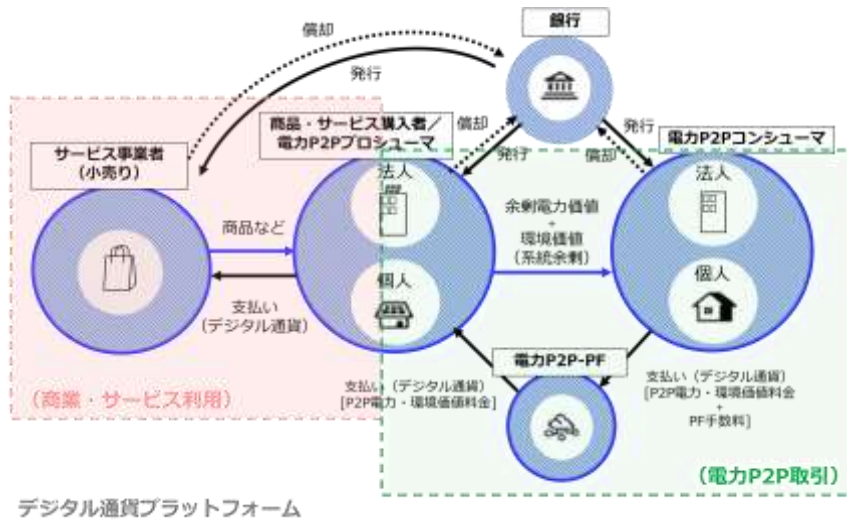 償却
銀行
発行
商品・サービス購入者／
電力P2Pプロシューマ
償却
発行
発行
償却
電力P2Pコンシューマ
サービス事業者
（小売り）
法人
法人
商品など
余剰電力価値
+
環境価値
（系統余剰）
個人
個人
支払い
（デジタル通貨）
電力P2P-PF
支払い（デジタル通貨）
[P2P電力・環境価値料金]
支払い（デジタル通貨）
[P2P電力・環境価値料金
+
PF手数料]
（商業・サービス利用）
（電力P2P取引）
デジタル通貨プラットフォーム